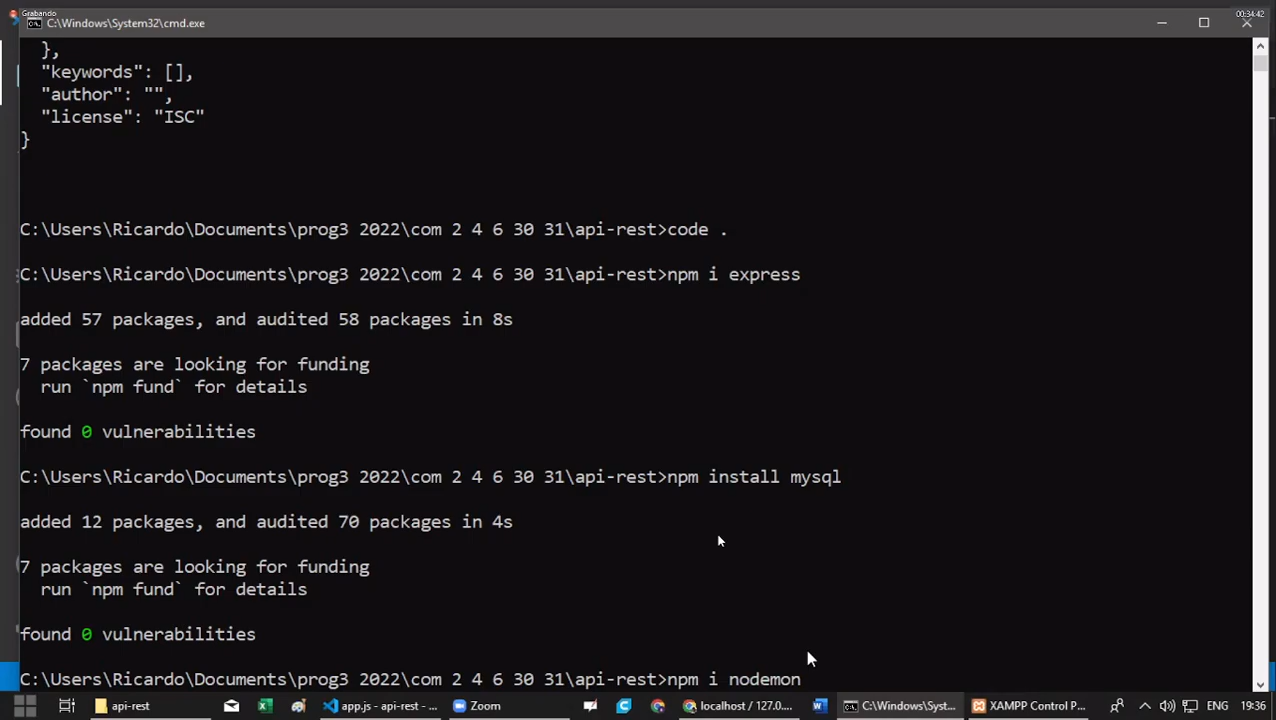 Grabando
00:34:42
C:\Windows\System32\cmd.exe
},
"keywords": [],
"author": "",
"license": "ISC"
}
C:\Users\Ricardo\Documents\prog3 2022\com 2 4 6 30 31\api-rest>code .
C:\Users\Ricardo\Documents\prog3 2022\com 2 4 6 30 31\api-rest>npm i express
added 57 packages, and audited 58 packages in 8s
7 packages are looking for funding
run `npm fund` for details
found 0 vulnerabilities
C:\Users\Ricardo\Documents\prog3 2022\com 2 4 6 30 31\api-rest>npm install mysql
added 12 packages, and audited 70 packages in 4s
7 packages are looking for funding
run `npm fund` for details
found 0 vulnerabilities
C:\Users\Ricardo\Documents\prog3 2022\com 2 4 6 30 31\api-rest>npm i nodemon
api-rest
app.js - api-rest - ...
Zoom
localhost / 127.0....
C:\Windows\Syst...
XAMPP Control P...
ENG
19:36